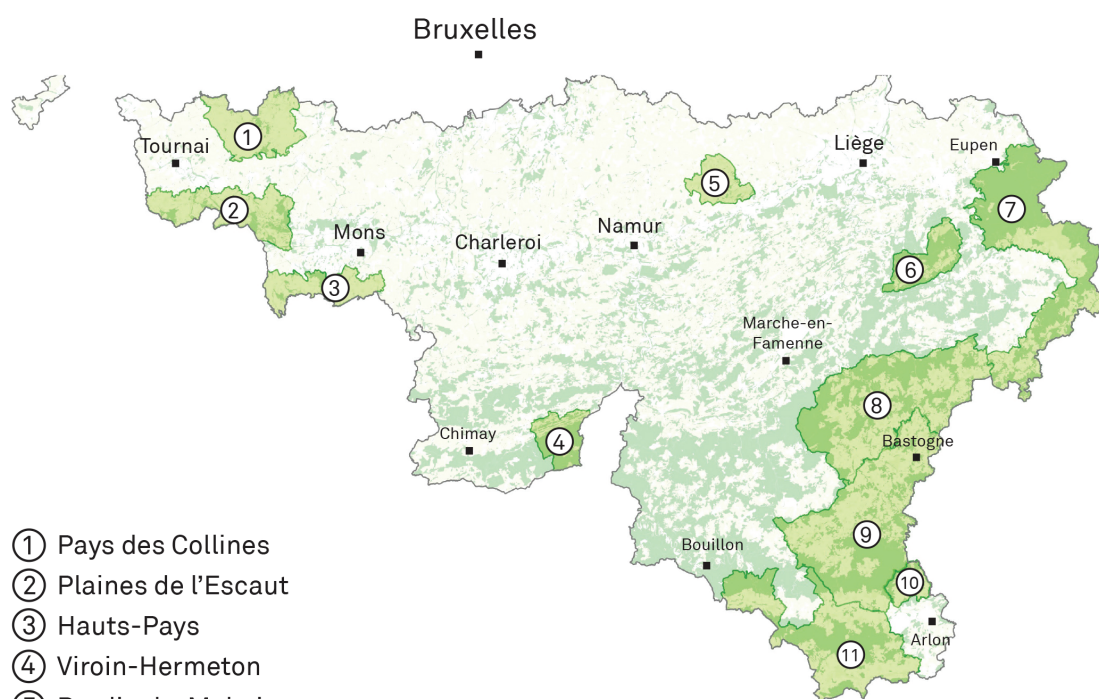 Bruxelles
1
Tournai
Liège
Eupen
5
2
7
Mons
Namur
Charleroi
6
3
Marche-en-
Famenne
8
Chimay
4
Bastogne
9
Bouillon
10
Arlon
11
1 Pays des Collines
2 Plaines de l'Escaut
3 Hauts-Pays
4 Viroin-Hermeton